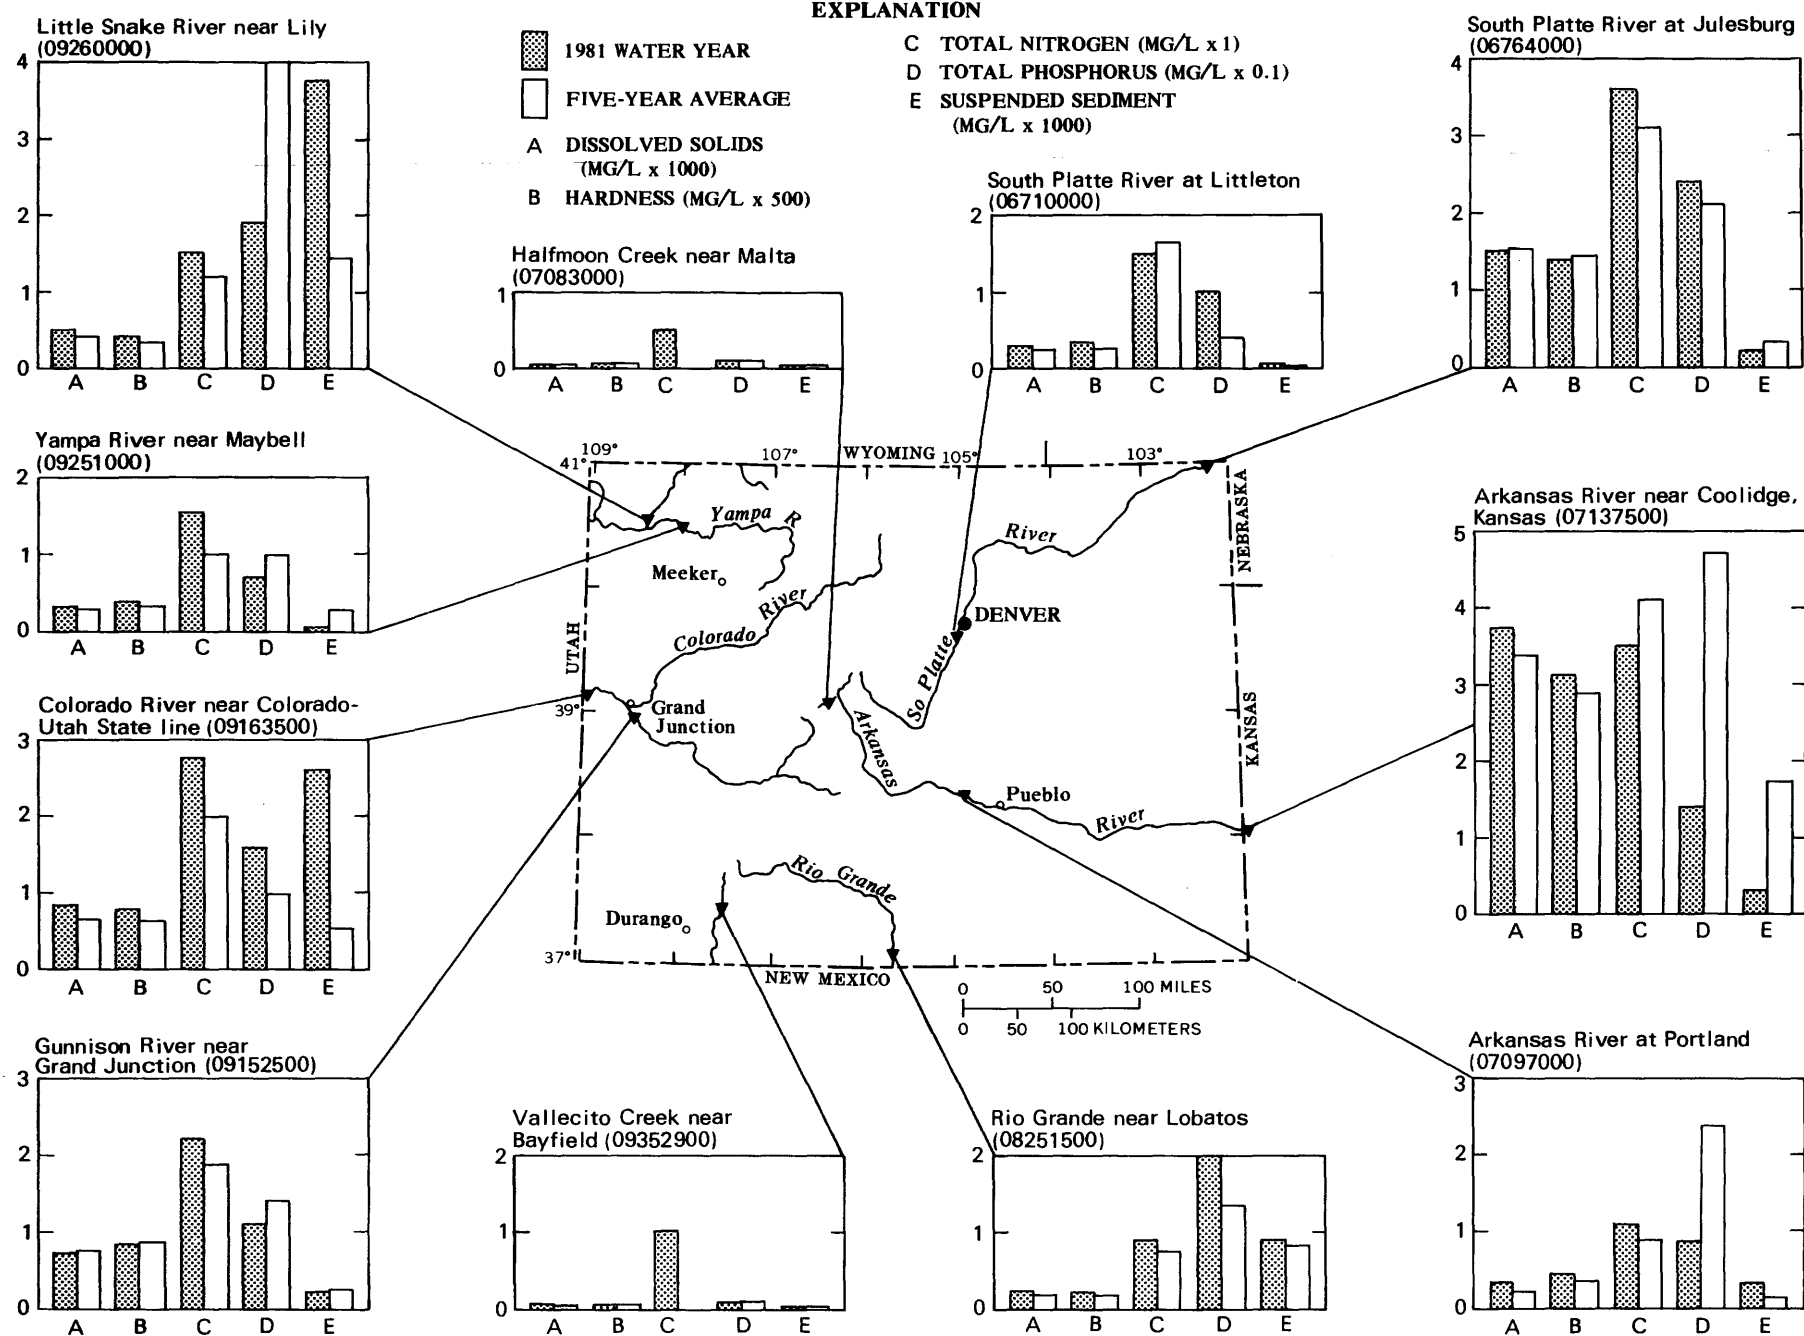 EXPLANATION
1981 WATER YEAR
FIVE-YEAR AVERAGE
A DISSOLVED SOLIDS
(MG/L x 1000)
B HARDNESS (MG/L x 500)
C TOTAL NITROGEN (MG/L x 1)
D TOTAL PHOSPHORUS (MG/L x 0.1)
E SUSPENDED SEDIMENT
(MG/L x 1000)
Little Snake River near Lily
(09260000)
4
3
2
1
0
A B C D E
Halfmoon Creek near Malta
(07083000)
1
0
A B C D E
South Platte River at Littleton
(06710000)
2
1
0
A B C D E
South Platte River at Julesburg
(06764000)
4
3
2
1
0
A B C D E
Yampa River near Maybell
(09251000)
2
1
0
A B C D E
109° 107° WYOMING 105° 103°
41°
Yampa R
River
NEBRASKA
Meeker
River
Colorado
DENVER
UTAH
So Platte
39°
Grand
Junction
Arkansas
KANSAS
Pueblo
River
Rio Grande
Durango
37°
NEW MEXICO
0 50 100 MILES
0 50 100 KILOMETERS
Arkansas River near Coolidge,
Kansas (07137500)
5
4
3
2
1
0
A B C D E
Colorado River near Colorado-
Utah State line (09163500)
3
2
1
0
A B C D E
Gunnison River near
Grand Junction (09152500)
3
2
1
0
A B C D E
Vallecito Creek near
Bayfield (09352900)
2
1
0
A B C D E
Rio Grande near Lobatos
(08251500)
2
1
0
A B C D E
Arkansas River at Portland
(07097000)
3
2
1
0
A B C D E